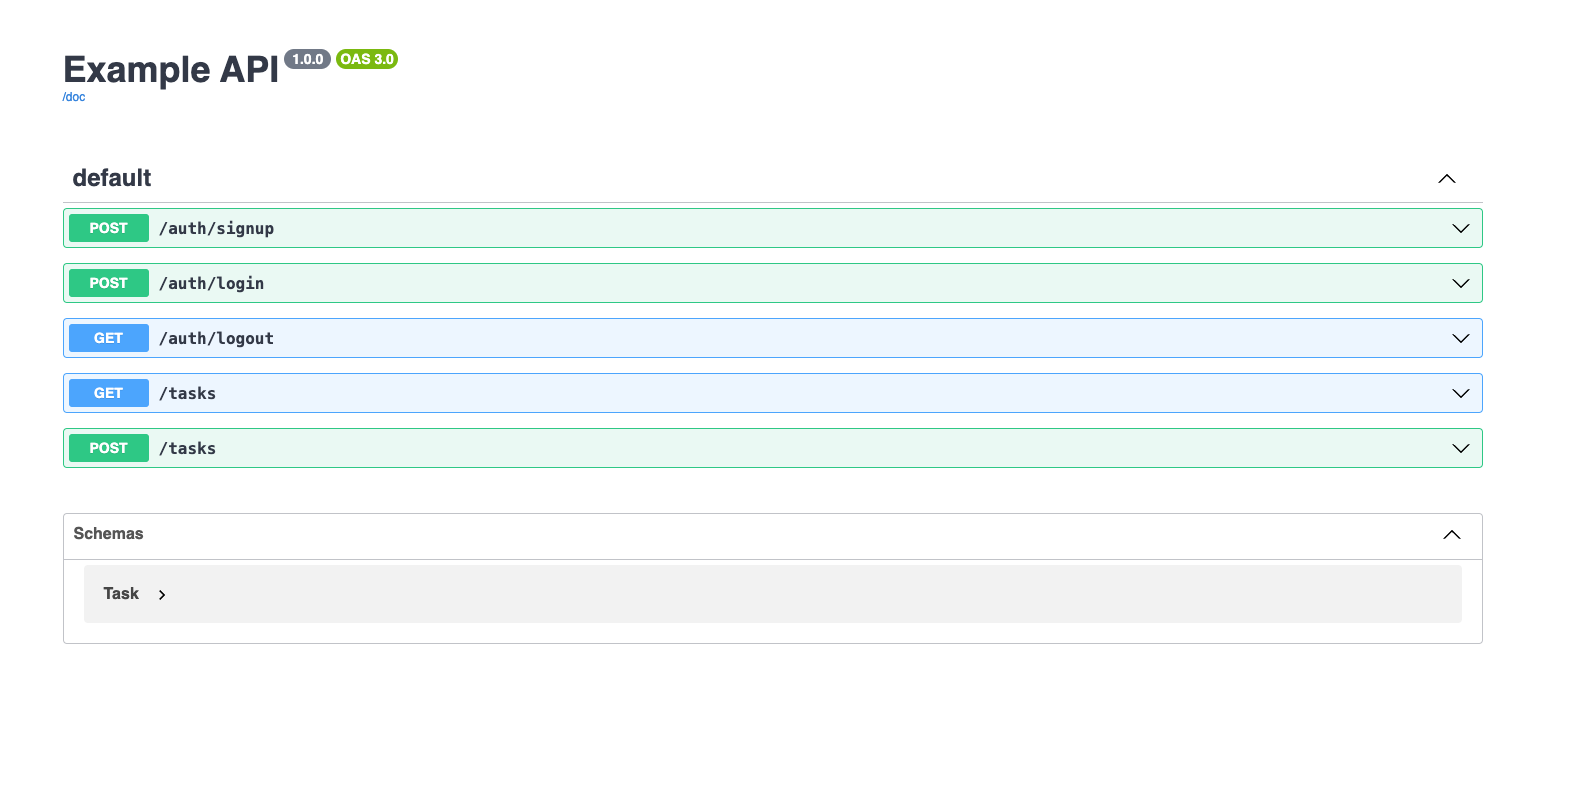 Example API 1.0.0 OAS 3.0
/doc
default
POST /auth/signup
POST /auth/login
GET /auth/logout
GET /tasks
POST /tasks
Schemas
Task